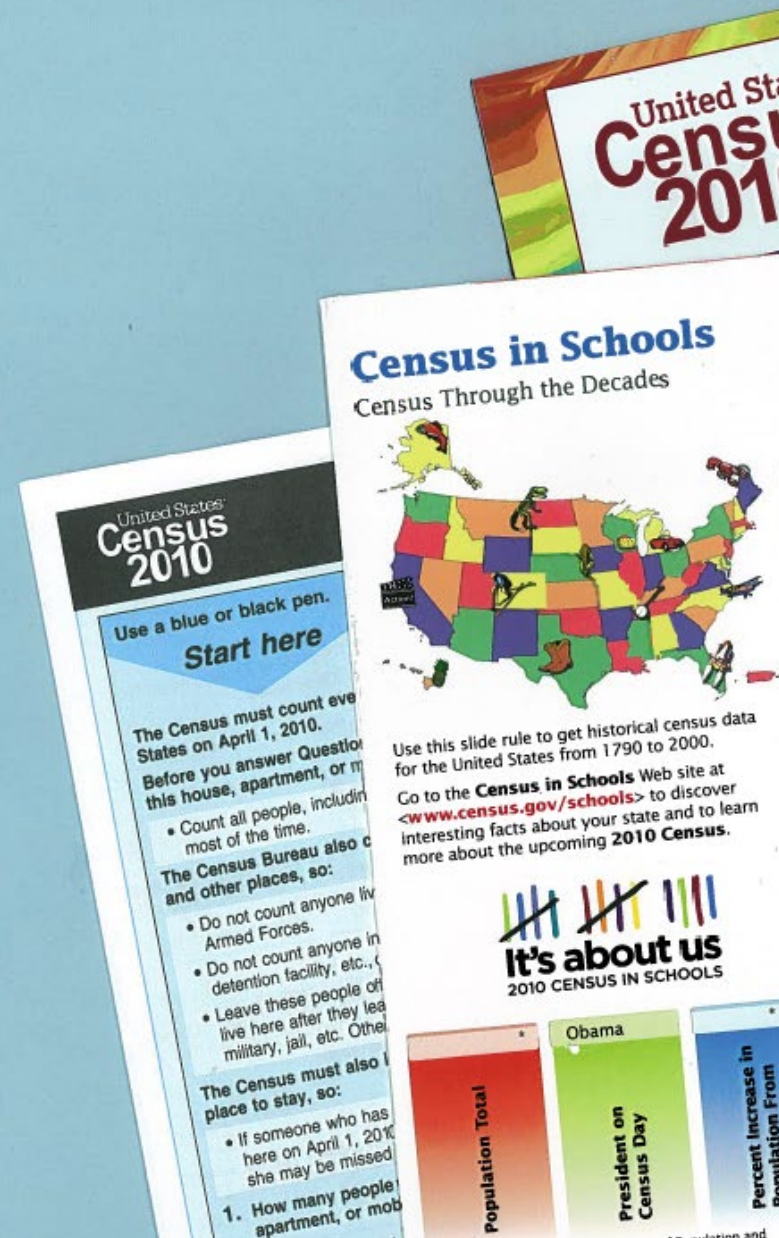 United
Census
201
Census in Schools
Census Through the Decades
Use this slide rule to get historical census data
for the United States from 1790 to 2000.
Go to the Census in Schools Web site at
<www.census.gov/schools> to discover
interesting facts about your state and to learn
more about the upcoming 2010 Census.
It's about us
2010 CENSUS IN SCHOOLS
*
Obama
*
Population Total
President on
Census Day
Percent Increase in
Population From
United States
Census
2010
Use a blue or black pen.
Start here
The Census must count eve
States on April 1, 2010.
Before you answer Question
this house, apartment, or m
• Count all people, includin
most of the time.
The Census Bureau also c
and other places, so:
• Do not count anyone liv
Armed Forces.
• Do not count anyone in
detention facility, etc.,
• Leave these people off
live here after they lea
military, jail, etc. Other
The Census must also i
place to stay, so:
• If someone who has
here on April 1, 2010
she may be missed
1. How many people
apartment, or mob